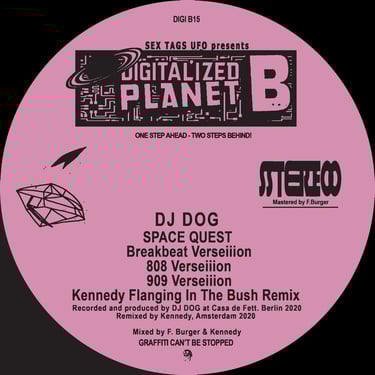 DIGI B15
SEX TAGS UFO presents
DIGITALIZED
PLANET B
ONE STEP AHEAD - TWO STEPS BEHIND!
STEREO
Mastered by F.Burger
DJ DOG
SPACE QUEST
Breakbeat Verseiiion
808 Verseiiion
909 Verseiiion
Kennedy Flanging In The Bush Remix
Recorded and produced by DJ DOG at Casa de Fett. Berlin 2020
Remixed by Kennedy, Amsterdam 2020
Mixed by F. Burger & Kennedy
GRAFFITI CAN'T BE STOPPED